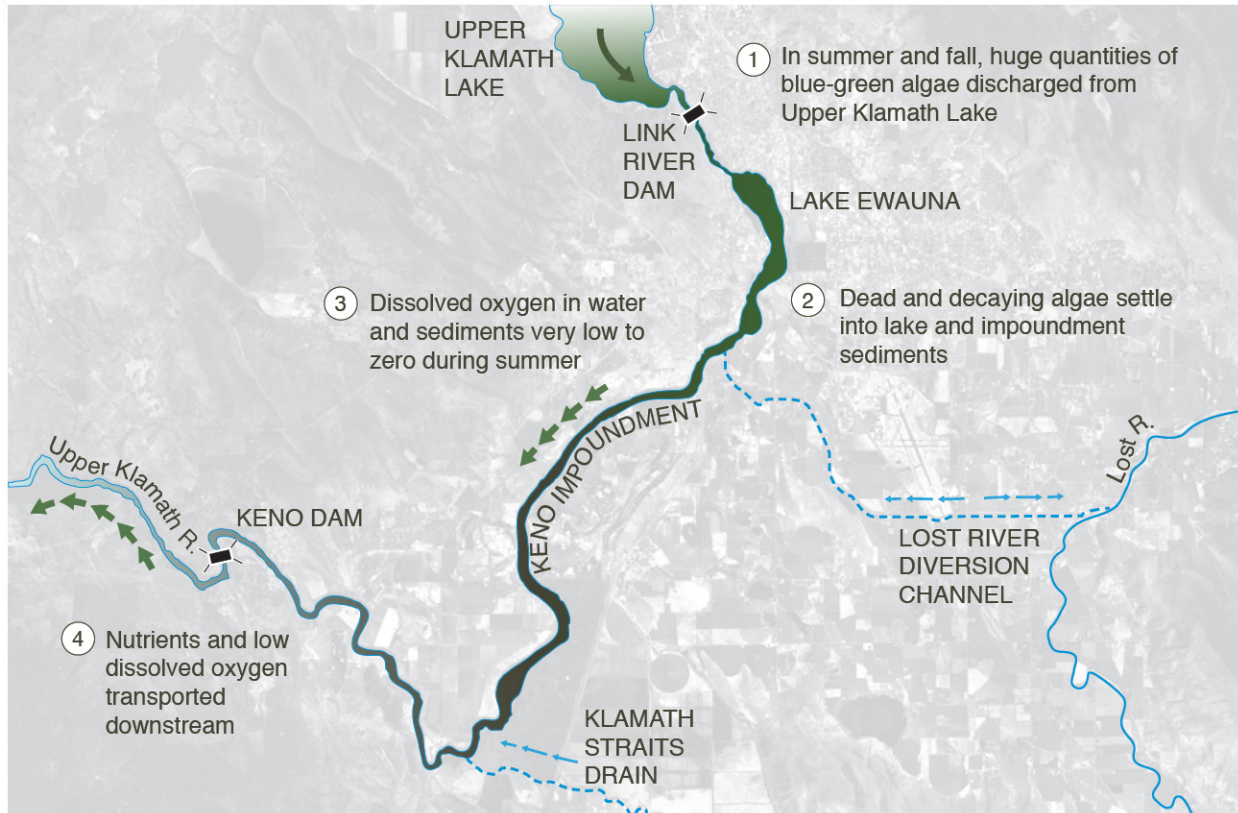 UPPER
KLAMATH
LAKE
1
In summer and fall, huge quantities of
blue-green algae discharged from
Upper Klamath Lake
LINK
RIVER
DAM
LAKE EWAUNA
2
Dead and decaying algae settle
into lake and impoundment
sediments
3
Dissolved oxygen in water
and sediments very low to
zero during summer
KENO IMPOUNDMENT
Lost R.
Upper Klamath R.
KENO DAM
LOST RIVER
DIVERSION
CHANNEL
4
Nutrients and low
dissolved oxygen
transported
downstream
KLAMATH
STRAITS
DRAIN